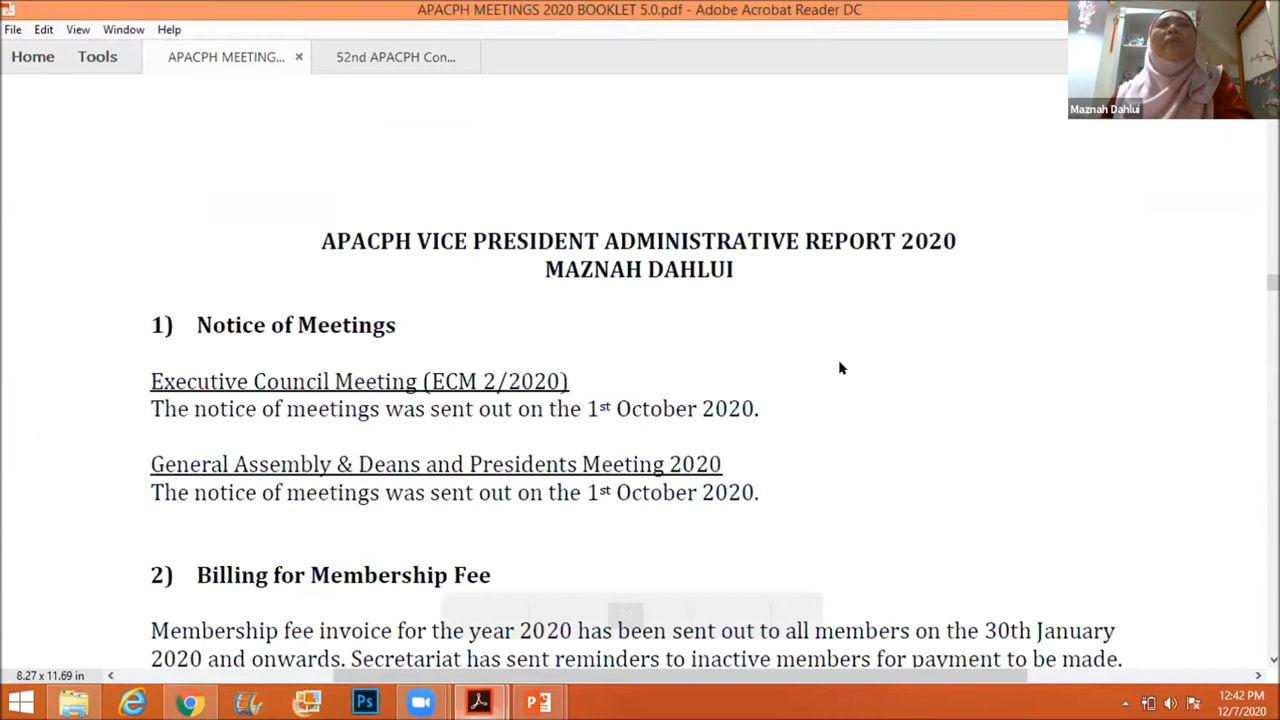 APACPH MEETINGS 2020 BOOKLET 5.0.pdf - Adobe Acrobat Reader DC
File Edit View Window Help
Home Tools APACPH MEETING... × 52nd APACPH Con...
Maznah Dahlui
APACPH VICE PRESIDENT ADMINISTRATIVE REPORT 2020
MAZNAH DAHLUI
1) Notice of Meetings
Executive Council Meeting (ECM 2/2020)
The notice of meetings was sent out on the 1st October 2020.
General Assembly & Deans and Presidents Meeting 2020
The notice of meetings was sent out on the 1st October 2020.
2) Billing for Membership Fee
Membership fee invoice for the year 2020 has been sent out to all members on the 30th January
2020 and onwards. Secretariat has sent reminders to inactive members for payment to be made.
8.27 x 11.69 in
Ps
12:42 PM
12/7/2020